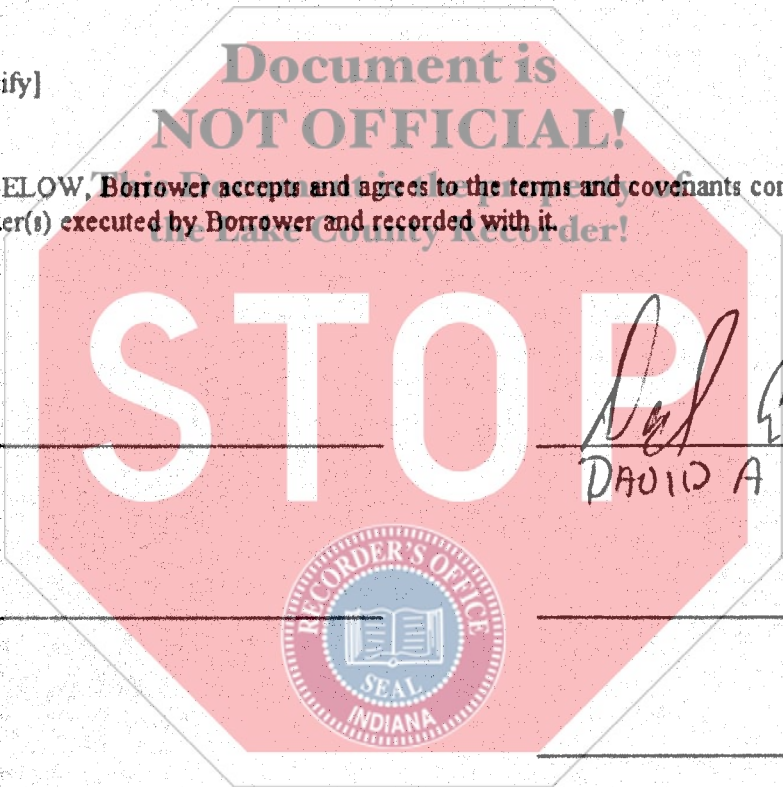 Document is
ify]
NOT OFFICIAL!
This Document is the property of
ELOW, Borrower accepts and agrees to the terms and covenants con
er(s) executed by Borrower and recorded with it.
the Lake County Recorder!
STOP
DAVID A
RECORDER'S OFFICE
SEAL
INDIANA